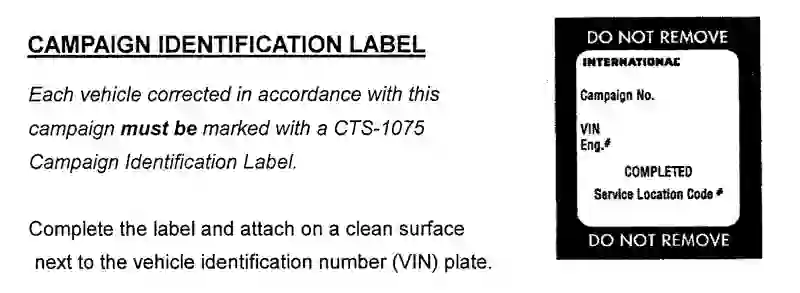 CAMPAIGN IDENTIFICATION LABEL
Each vehicle corrected in accordance with this
campaign must be marked with a CTS-1075
Campaign Identification Label.
Complete the label and attach on a clean surface
next to the vehicle identification number (VIN) plate.
DO NOT REMOVE
INTERNATIONAL
Campaign No.
VIN
Eng.#
COMPLETED
Service Location Code #
DO NOT REMOVE